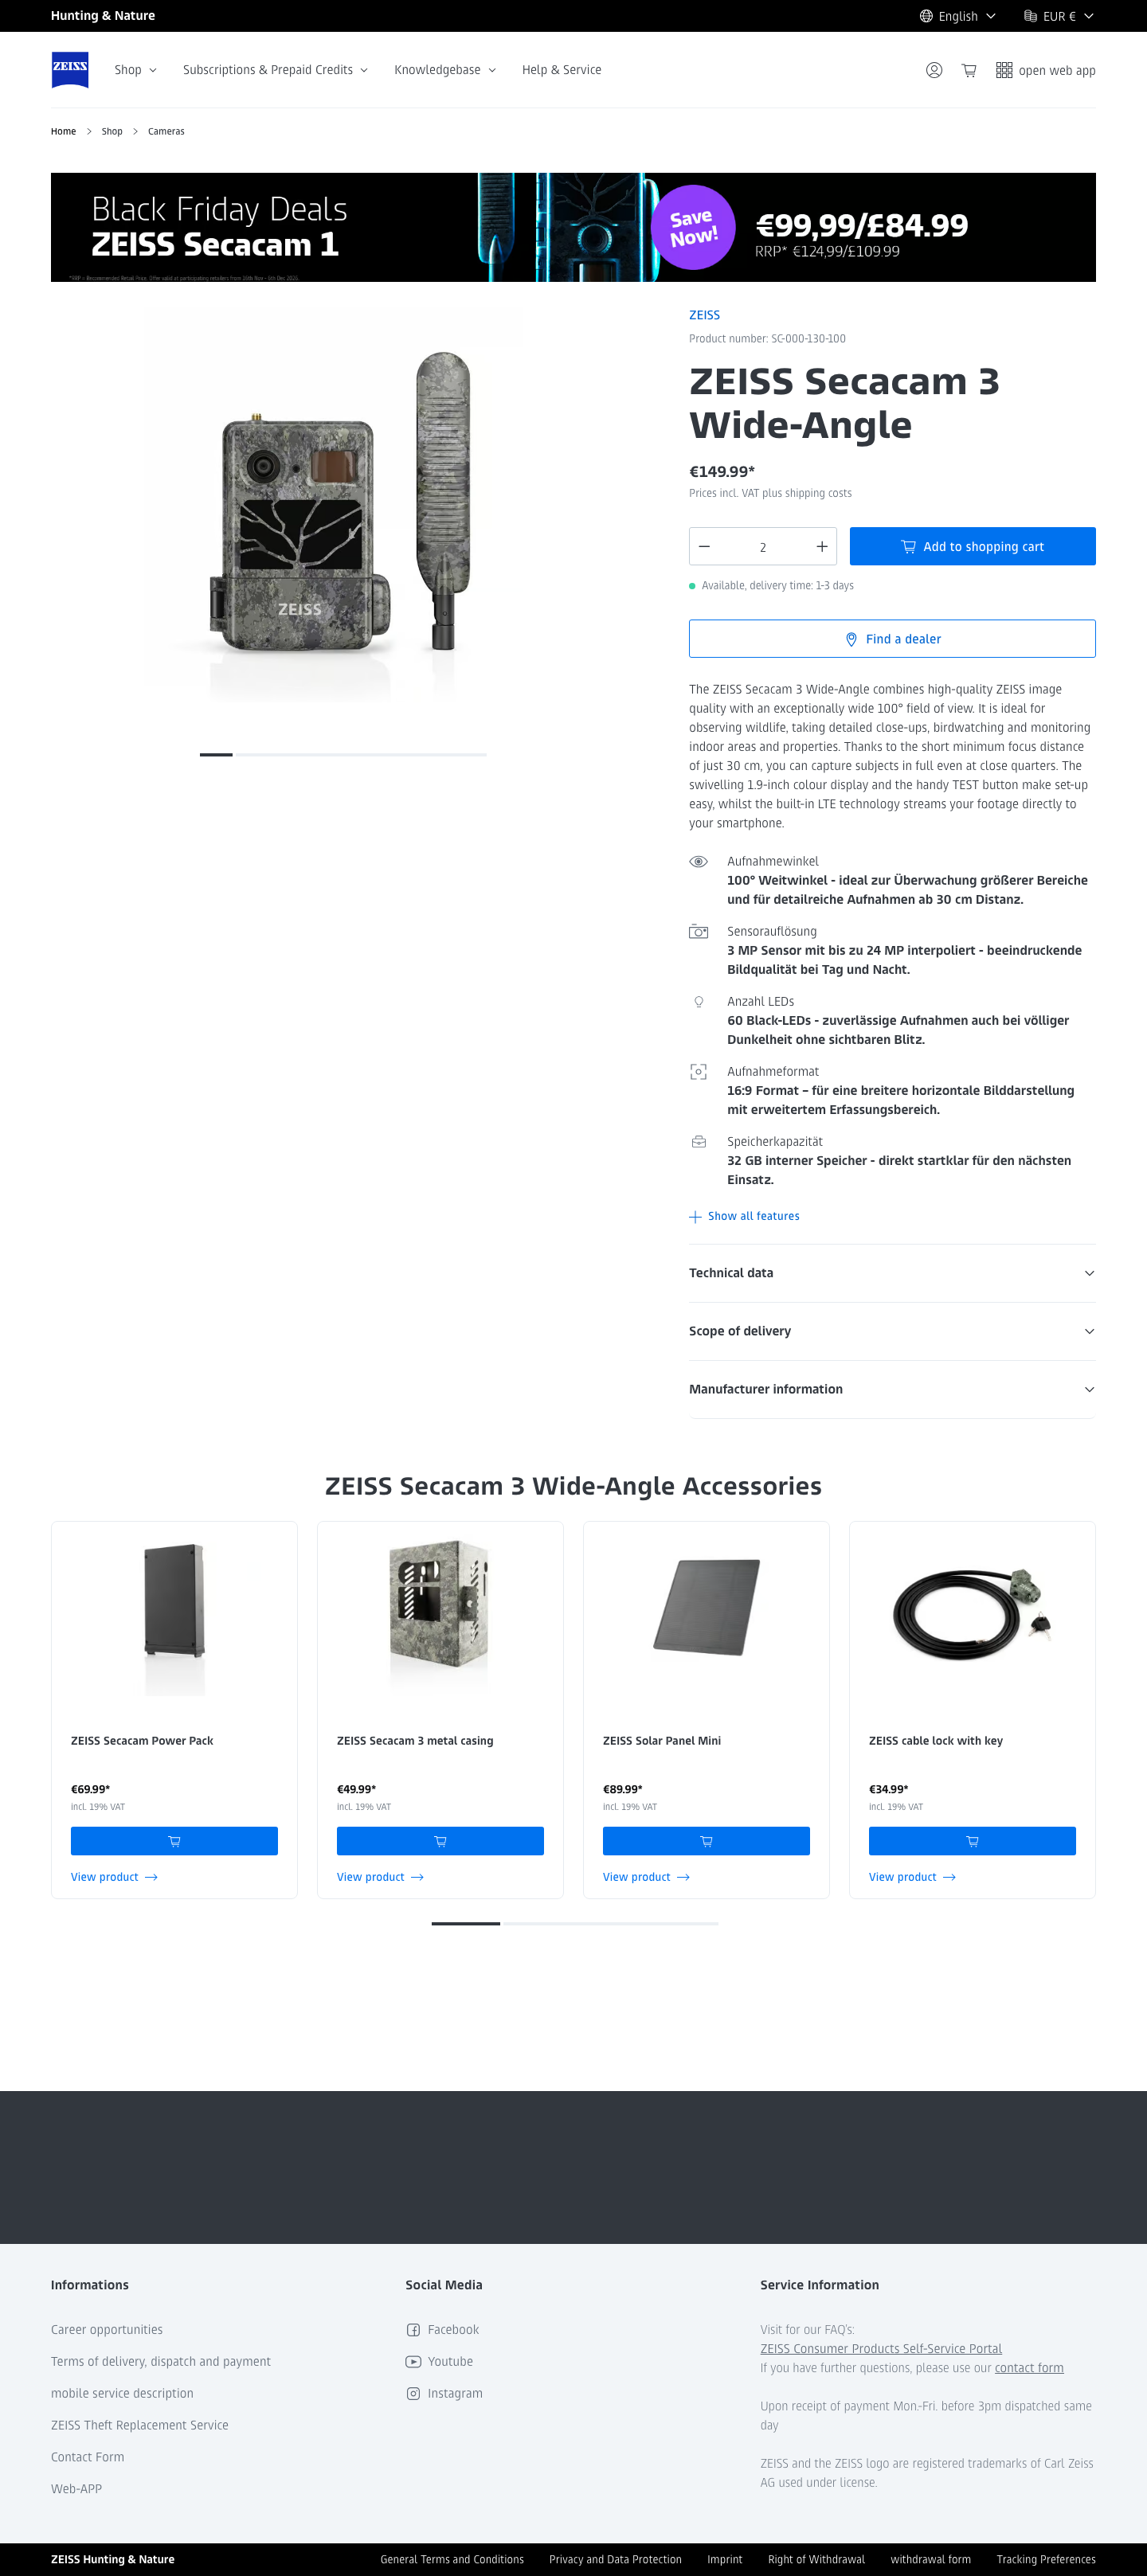 Hunting & Nature
English
EUR €
ZEISS
Shop
Subscriptions & Prepaid Credits
Knowledgebase
Help & Service
open web app
Home
Shop
Cameras
Black Friday Deals
ZEISS Secacam 1
Save
Now!
€99,99/£84.99
RRP* €124,99/£109.99
ZEISS
ZEISS
Product number: SC-000-130-100
ZEISS Secacam 3
Wide-Angle
€149.99*
Prices incl. VAT plus shipping costs
2
Add to shopping cart
Available, delivery time: 1-3 days
Find a dealer
The ZEISS Secacam 3 Wide-Angle combines high-quality ZEISS image
quality with an exceptionally wide 100° field of view. It is ideal for
observing wildlife, taking detailed close-ups, birdwatching and monitoring
indoor areas and properties. Thanks to the short minimum focus distance
of just 30 cm, you can capture subjects in full even at close quarters. The
swivelling 1.9-inch colour display and the handy TEST button make set-up
easy, whilst the built-in LTE technology streams your footage directly to
your smartphone.
Aufnahmewinkel
100° Weitwinkel - ideal zur Überwachung größerer Bereiche
und für detailreiche Aufnahmen ab 30 cm Distanz.
Sensorauflösung
3 MP Sensor mit bis zu 24 MP interpoliert - beeindruckende
Bildqualität bei Tag und Nacht.
Anzahl LEDs
60 Black-LEDs - zuverlässige Aufnahmen auch bei völliger
Dunkelheit ohne sichtbaren Blitz.
Aufnahmeformat
16:9 Format – für eine breitere horizontale Bilddarstellung
mit erweitertem Erfassungsbereich.
Speicherkapazität
32 GB interner Speicher - direkt startklar für den nächsten
Einsatz.
Show all features
Technical data
Scope of delivery
Manufacturer information
ZEISS Secacam 3 Wide-Angle Accessories
ZEISS Secacam Power Pack
€69.99*
incl. 19% VAT
View product
ZEISS Secacam 3 metal casing
€49.99*
incl. 19% VAT
View product
ZEISS Solar Panel Mini
€89.99*
incl. 19% VAT
View product
ZEISS cable lock with key
€34.99*
incl. 19% VAT
View product
Informations
Career opportunities
Terms of delivery, dispatch and payment
mobile service description
ZEISS Theft Replacement Service
Contact Form
Web-APP
Social Media
Facebook
Youtube
Instagram
Service Information
Visit for our FAQ's:
ZEISS Consumer Products Self-Service Portal
If you have further questions, please use our contact form
Upon receipt of payment Mon.-Fri. before 3pm dispatched same
day
ZEISS and the ZEISS logo are registered trademarks of Carl Zeiss
AG used under license.
ZEISS Hunting & Nature
General Terms and Conditions
Privacy and Data Protection
Imprint
Right of Withdrawal
withdrawal form
Tracking Preferences